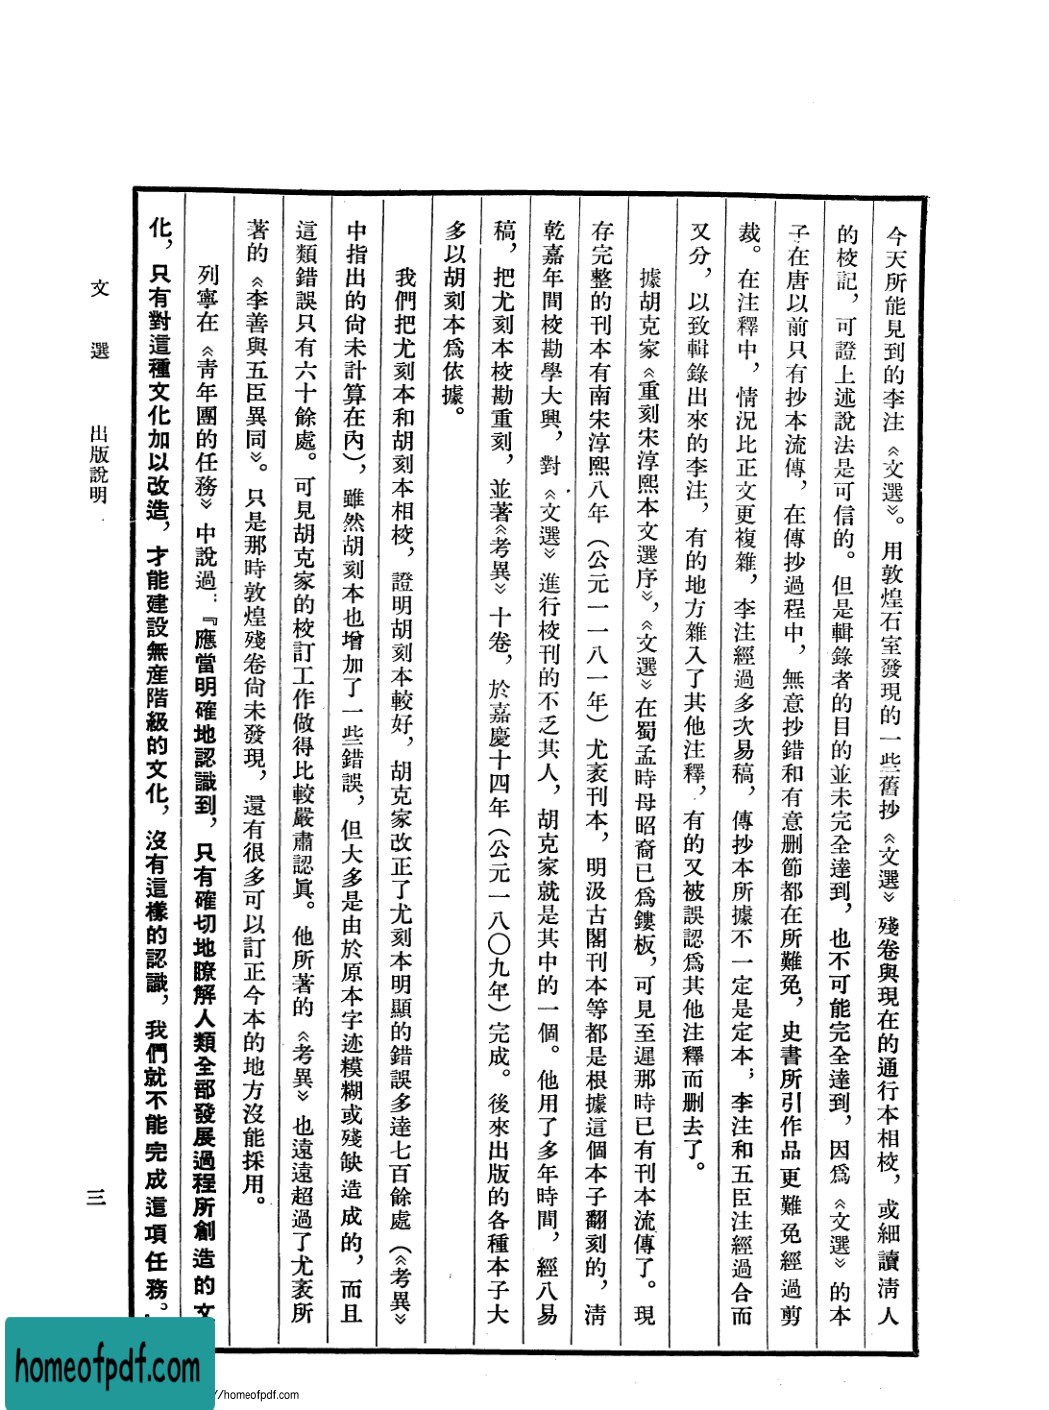 今天所能見到的李注《文選》。用敦煌石室發現的一些舊抄《文選》殘卷與現在的通行本相校，或細讀清人
的校記，可證上述說法是可信的。但是輯錄者的目的並未完全達到，也不可能完全達到，因爲《文選》的本
子在唐以前只有抄本流傳，在傳抄過程中，無意抄錯和有意刪節都在所難免，史書所引作品更難免經過剪
裁。在注釋中，情況比正文更複雜，李注經過多次易稿，傳抄本所據不一定是定本；李注和五臣注經過合而
又分，以致輯錄出來的李注，有的地方雜入了其他注釋，有的又被誤認爲其他注釋而刪去了。
據胡克家《重刻宋淳熙本文選序》，《文選》在蜀孟時母昭裔已爲鏤板，可見至遲那時已有刊本流傳了。現
存完整的刊本有南宋淳熙八年（公元一一八一年）尤袤刊本，明汲古閣刊本等都是根據這個本子翻刻的，清
乾嘉年間校勘學大興，對《文選》進行校刊的不乏其人，胡克家就是其中的一個。他用了多年時間，經八易
稿，把尤刻本校勘重刻，並著《考異》十卷，於嘉慶十四年（公元一八〇九年）完成。後來出版的各種本子大
多以胡刻本爲依據。
我們把尤刻本和胡刻本相校，證明胡刻本較好，胡克家改正了尤刻本明顯的錯誤多達七百餘處（《考異》
中指出的尙未計算在內），雖然胡刻本也增加了一些錯誤，但大多是由於原本字迹模糊或殘缺造成的，而且
這類錯誤只有六十餘處。可見胡克家的校訂工作做得比較嚴肅認眞。他所著的《考異》也遠遠超過了尤袤所
著的《李善與五臣異同》。只是那時敦煌殘卷尙未發現，還有很多可以訂正今本的地方沒能採用。
列寧在《靑年團的任務》中說過：『應當明確地認識到，只有確切地瞭解人類全部發展過程所創造的文
化，只有對這種文化加以改造，才能建設無產階級的文化，沒有這樣的認識，我們就不能完成這項任務。
文選　出版說明
三
homeofpdf.com
//homeofpdf.com